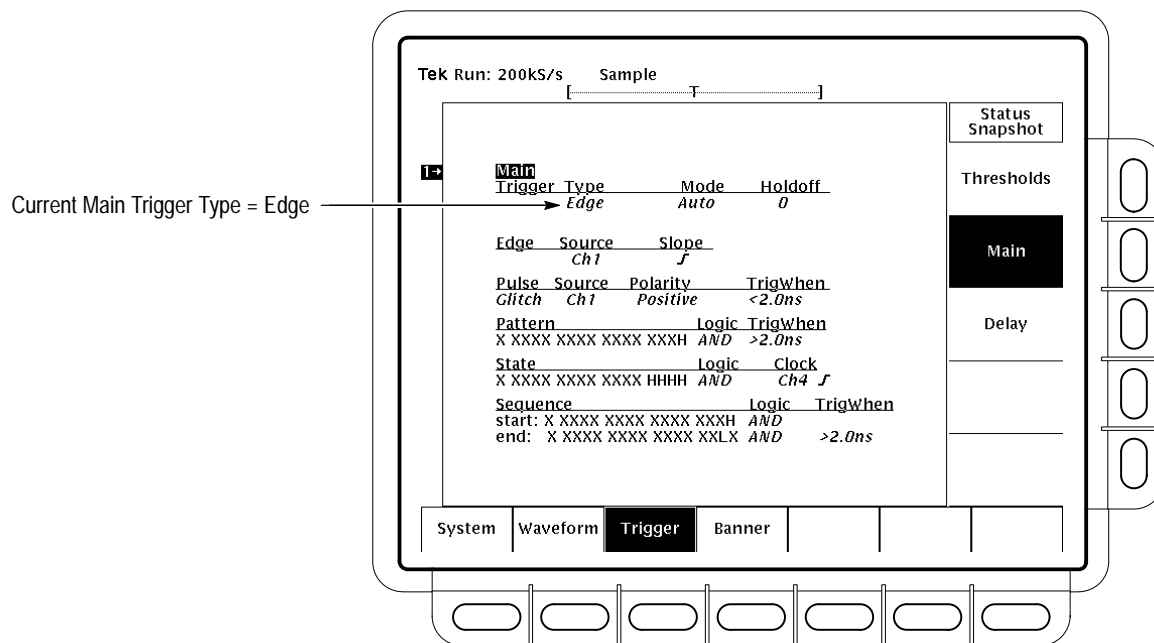 Tek Run: 200kS/s Sample
[ T ]
Status
Snapshot
1→
Main
Trigger Type Mode Holdoff
Edge Auto 0
Current Main Trigger Type = Edge
Edge Source Slope
Ch1
Pulse Source Polarity TrigWhen
Glitch Ch1 Positive <2.0ns
Pattern Logic TrigWhen
X XXXX XXXX XXXX XXXH AND >2.0ns
State Logic Clock
X XXXX XXXX XXXX HHHH AND Ch4
Sequence Logic TrigWhen
start: X XXXX XXXX XXXX XXXH AND
end: X XXXX XXXX XXXX XXLX AND >2.0ns
Thresholds
Main
Delay
System Waveform Trigger Banner